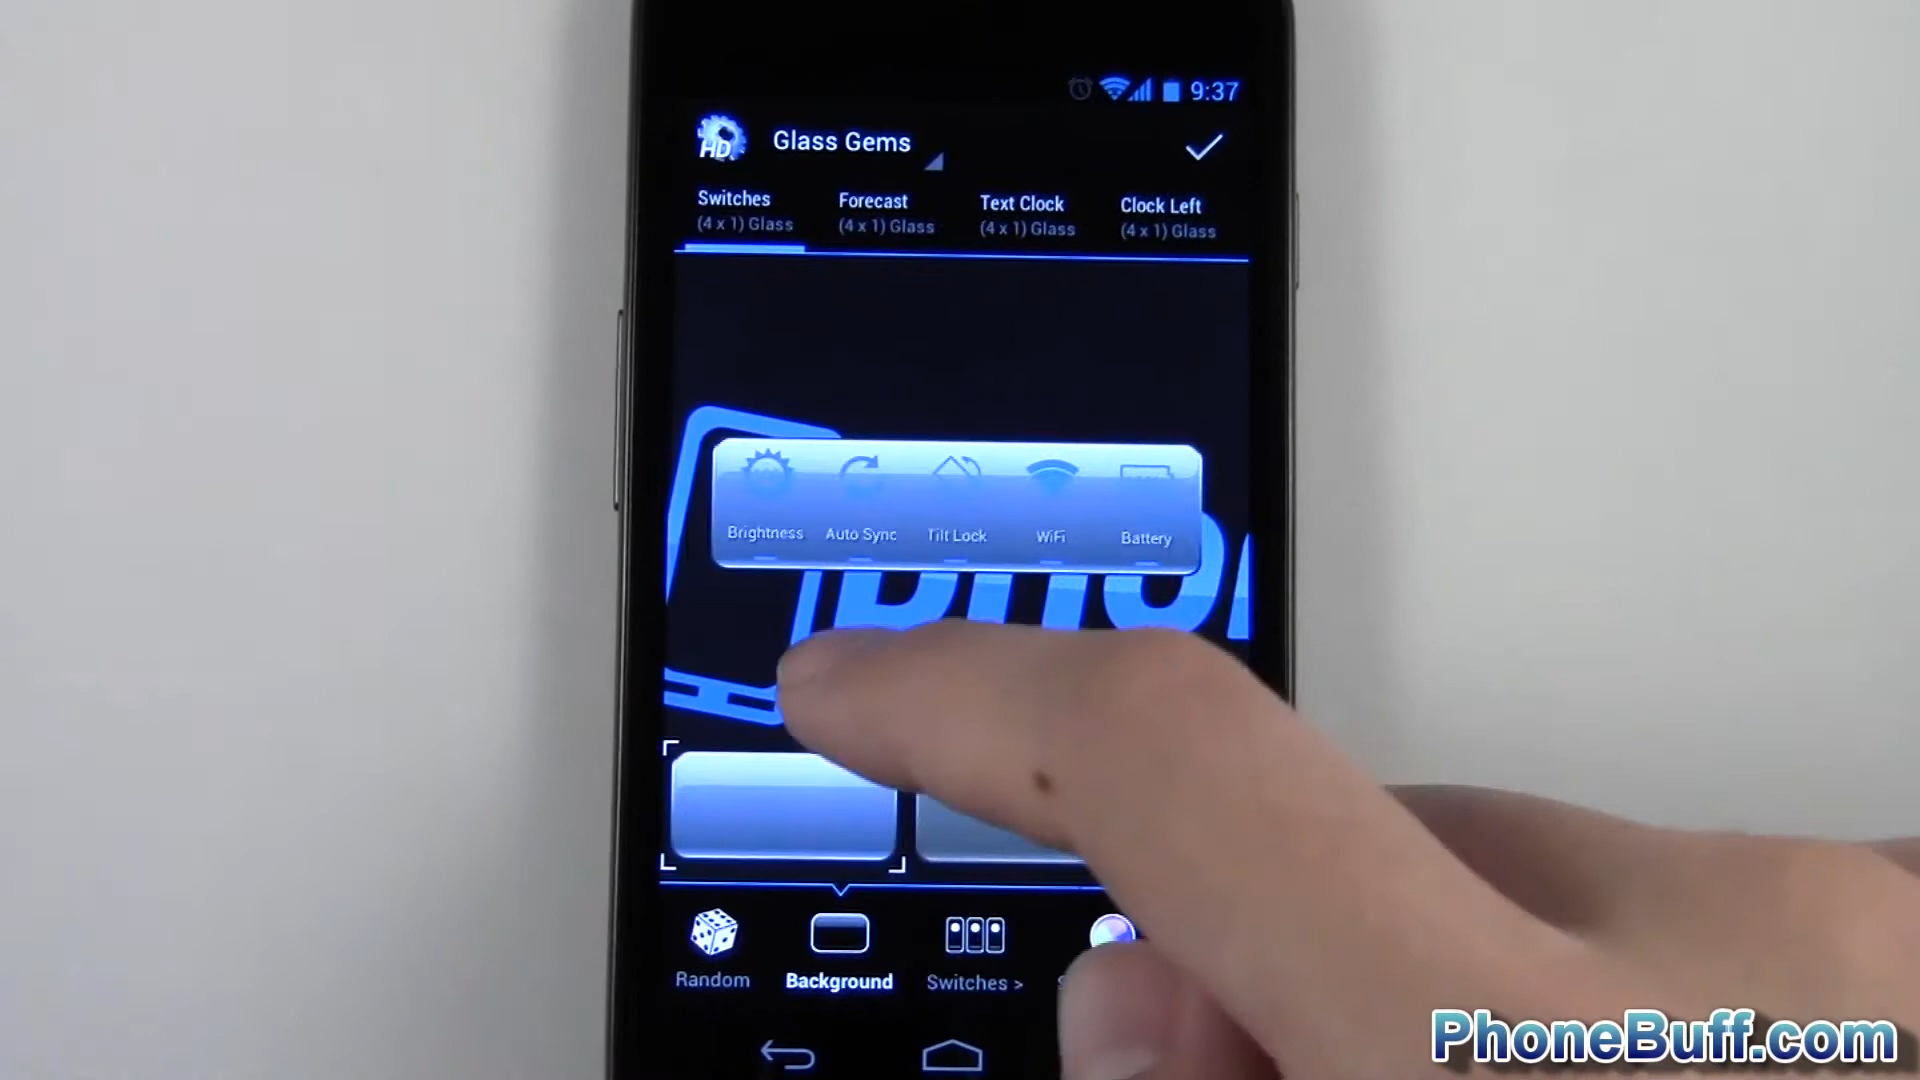 9:37
HD
Glass Gems
Switches
(4 x 1) Glass
Forecast
(4 x 1) Glass
Text Clock
(4 x 1) Glass
Clock Left
(4 x 1) Glass
Brightness
Auto Sync
Tilt Lock
WiFi
Battery
Random
Background
Switches >
PhoneBuff.com